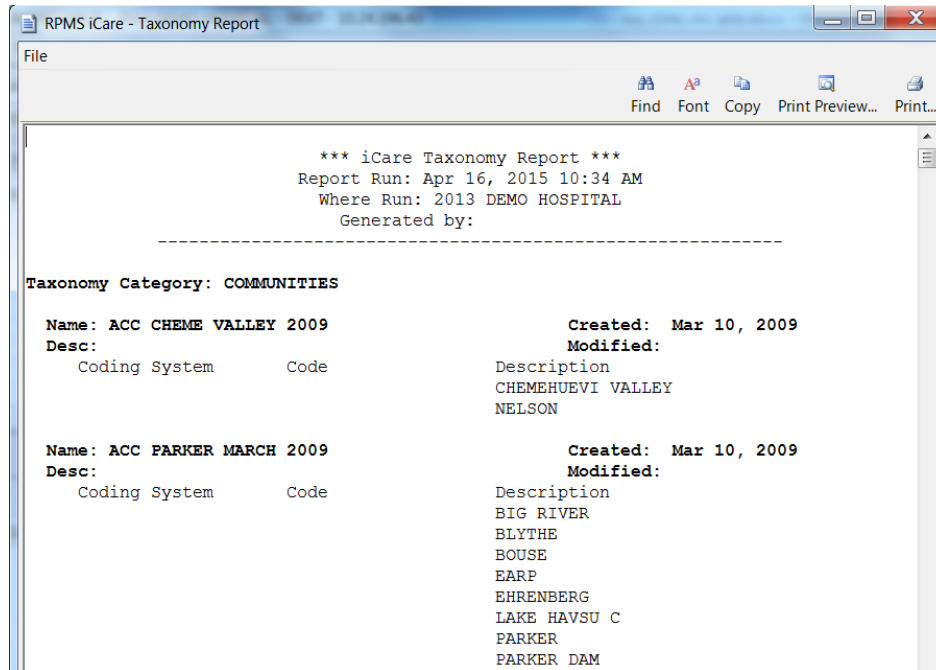 RPMS iCare - Taxonomy Report
File
Find Font Copy Print Preview... Print...
*** iCare Taxonomy Report ***
Report Run: Apr 16, 2015 10:34 AM
Where Run: 2013 DEMO HOSPITAL
Generated by:
------------------------------------------------------------
Taxonomy Category: COMMUNITIES
Name: ACC CHEME VALLEY 2009 Created: Mar 10, 2009
Desc: Modified:
Coding System Code Description
CHEMEHUEVI VALLEY
NELSON
Name: ACC PARKER MARCH 2009 Created: Mar 10, 2009
Desc: Modified:
Coding System Code Description
BIG RIVER
BLYTHE
BOUSE
EARP
EHRENBERG
LAKE HAVSU C
PARKER
PARKER DAM